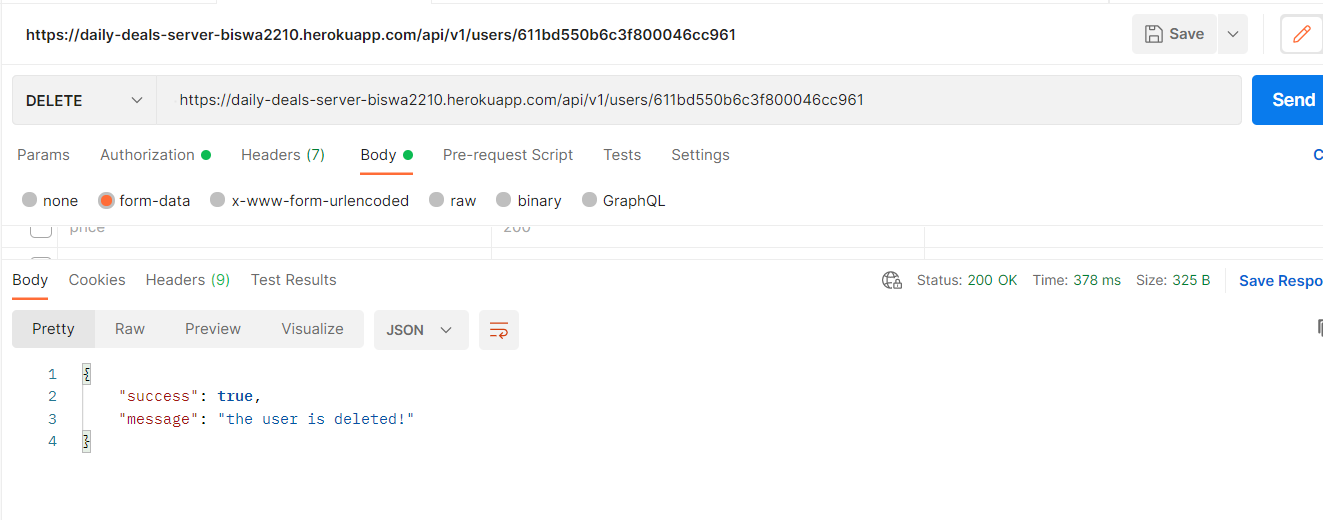 https://daily-deals-server-biswa2210.herokuapp.com/api/v1/users/611bd550b6c3f800046cc961 Save
DELETE https://daily-deals-server-biswa2210.herokuapp.com/api/v1/users/611bd550b6c3f800046cc961 Send
Params Authorization Headers (7) Body Pre-request Script Tests Settings C
none form-data x-www-form-urlencoded raw binary GraphQL
price 200
Body Cookies Headers (9) Test Results Status: 200 OK Time: 378 ms Size: 325 B Save Respo
Pretty Raw Preview Visualize JSON
1 {
2 "success": true,
3 "message": "the user is deleted!"
4 }